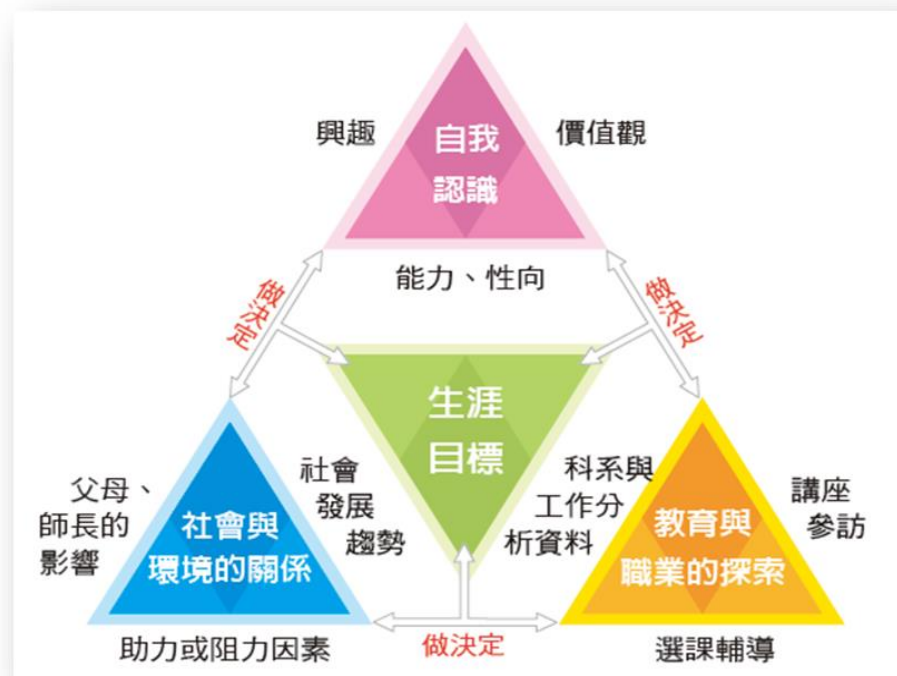 興趣
自我
認識
價值觀
能力、性向
做決定
做決定
生涯
目標
父母、
師長的
影響
社會與
環境的關係
社會
發展
趨勢
科系與
工作分
析資料
教育與
職業的探索
講座
參訪
助力或阻力因素
做決定
選課輔導